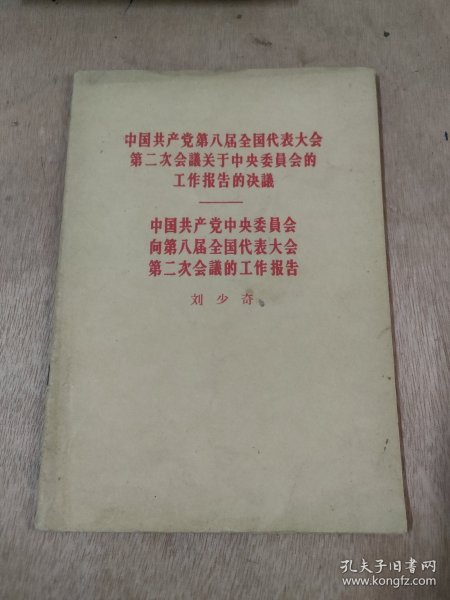 中国共产党第八届全国代表大会
第二次会議关于中央委員会的
工作报告的决議
中国共产党中央委員会
向第八届全国代表大会
第二次会議的工作报告
刘少奇
孔夫子旧书网
www.kongfz.com